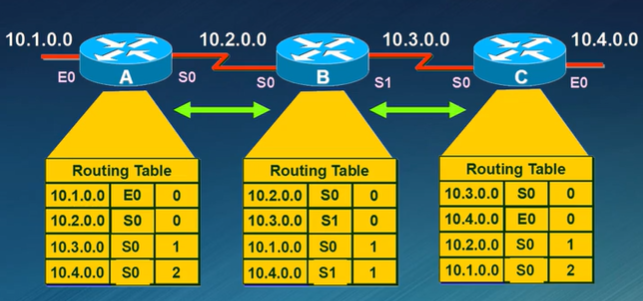 10.1.0.0 10.2.0.0 10.3.0.0 10.4.0.0
E0 A S0 S0 B S1 S0 C E0
Routing Table
10.1.0.0 E0 0
10.2.0.0 S0 0
10.3.0.0 S0 1
10.4.0.0 S0 2
Routing Table
10.2.0.0 S0 0
10.3.0.0 S1 0
10.1.0.0 S0 1
10.4.0.0 S1 1
Routing Table
10.3.0.0 S0 0
10.4.0.0 E0 0
10.2.0.0 S0 1
10.1.0.0 S0 2